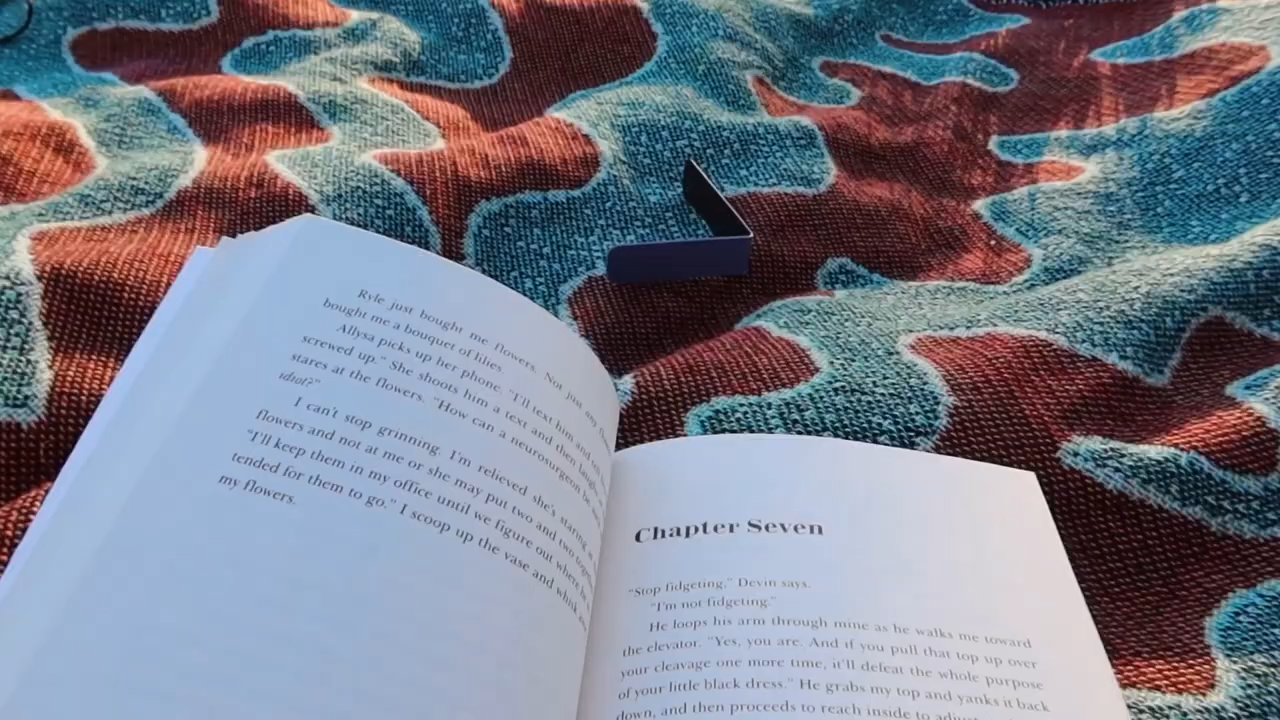 Ryle just bought me flowers. Not just any
bought me a bouquet of lilies.
Allysa picks up her phone. "I'll text him and tell
screwed up." She shoots him a text and then laughs
stares at the flowers. "How can a neurosurgeon be
idiot?"
I can't stop grinning. I'm relieved she's staring
flowers and not at me or she may put two and two
"I'll keep them in my office until we figure out where he
tended for them to go." I scoop up the vase and whisk
my flowers.
Chapter Seven
"Stop fidgeting." Devin says.
"I'm not fidgeting."
He loops his arm through mine as he walks me toward
the elevator. "Yes, you are. And if you pull that top up over
your cleavage one more time, it'll defeat the whole purpose
of your little black dress." He grabs my top and yanks it back
down, and then proceeds to reach inside to